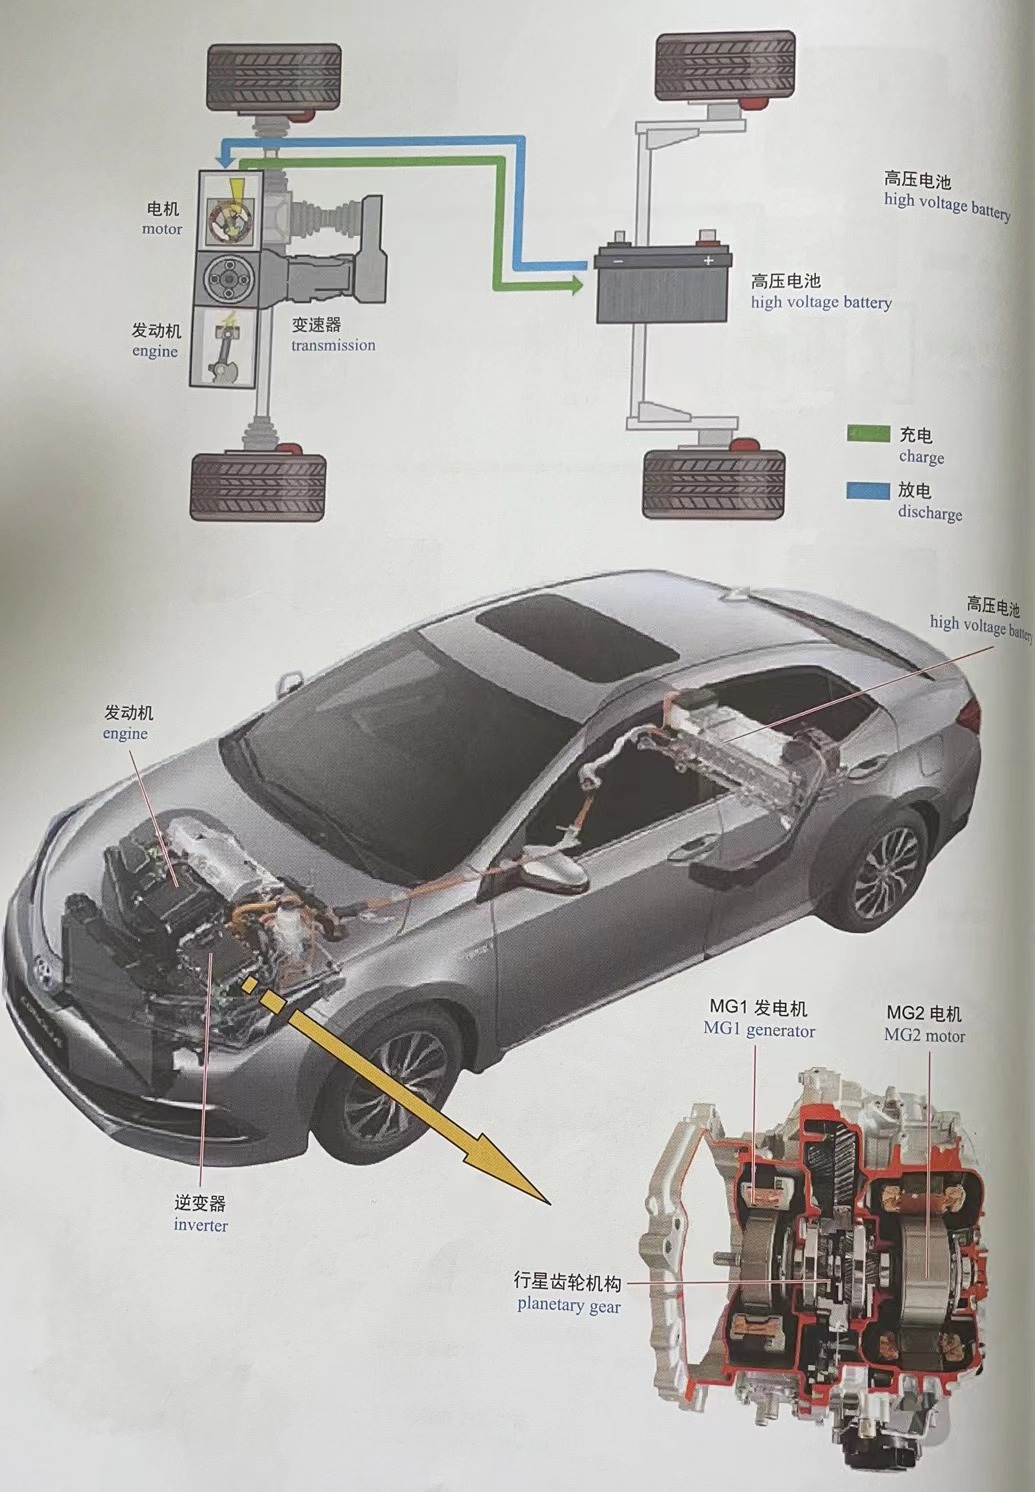 高压电池
high voltage battery
电机
motor
高压电池
high voltage battery
发动机
engine
变速器
transmission
－
＋
充电
charge
放电
discharge
高压电池
high voltage battery
发动机
engine
MG1 发电机
MG1 generator
MG2 电机
MG2 motor
逆变器
inverter
行星齿轮机构
planetary gear